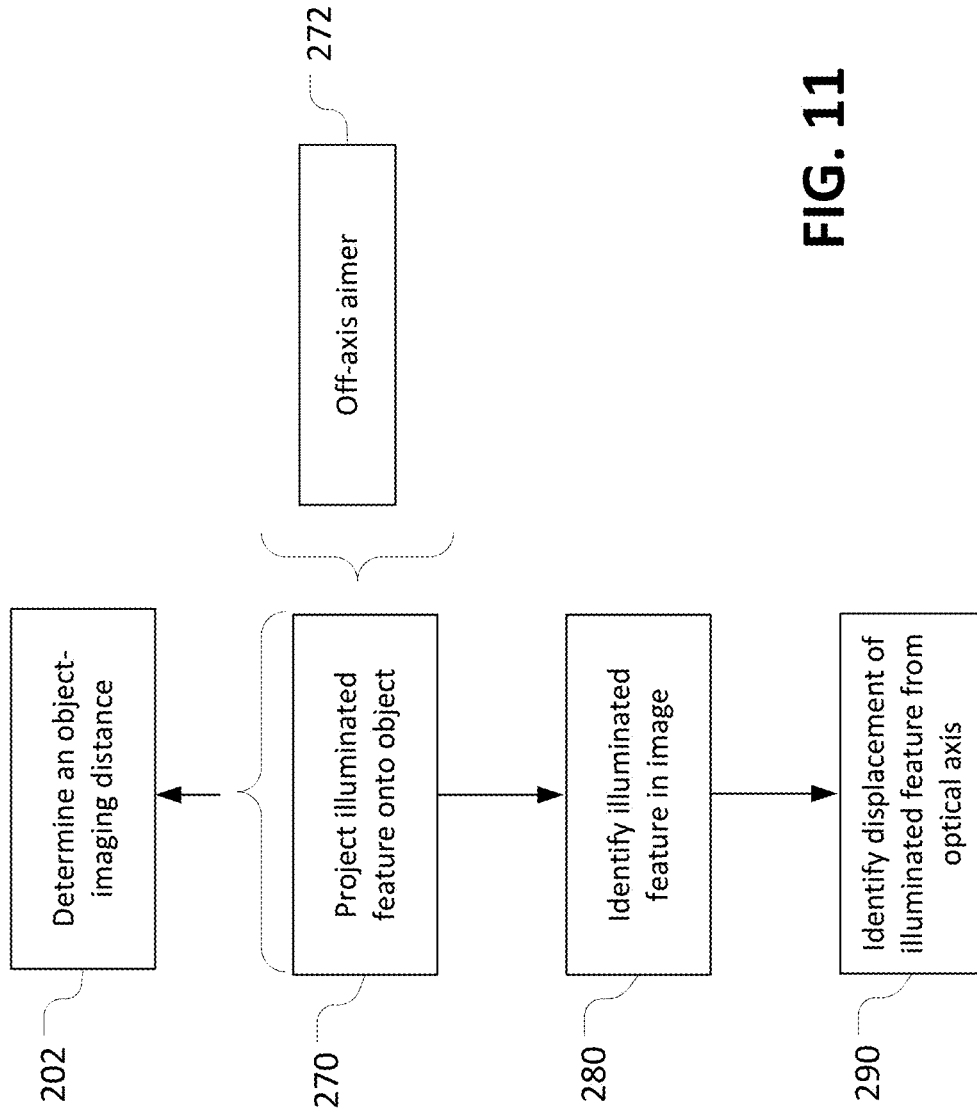 202
Determine an object-
imaging distance
270
Project illuminated
feature onto object
Off-axis aimer
272
280
Identify illuminated
feature in image
290
Identify displacement of
illuminated feature from
optical axis
FIG. 11